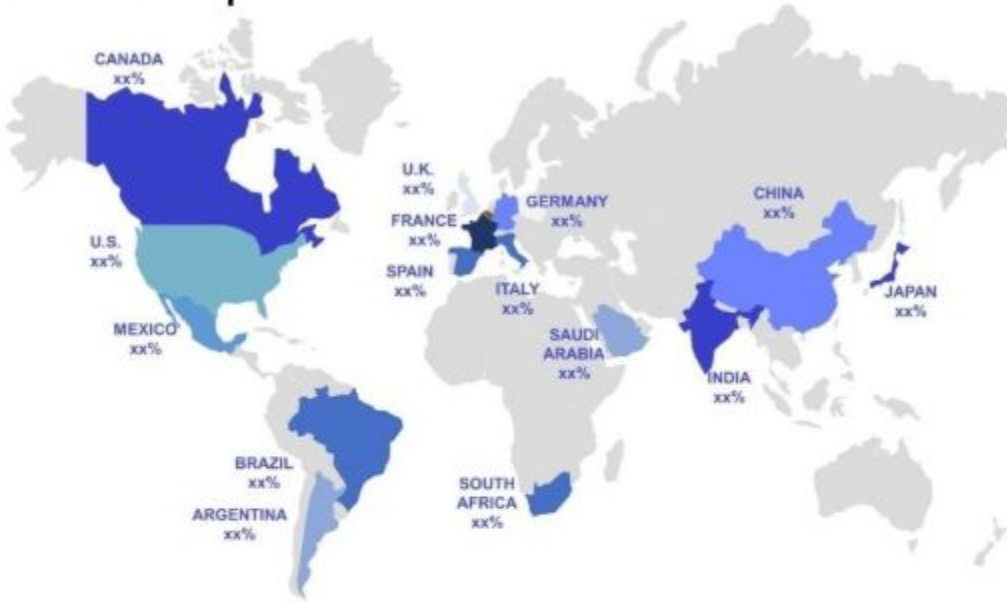 CANADA
xx%
U.K.
xx%
GERMANY
xx%
CHINA
xx%
FRANCE
xx%
U.S.
xx%
SPAIN
xx%
ITALY
xx%
JAPAN
xx%
MEXICO
xx%
SAUDI
ARABIA
xx%
INDIA
xx%
BRAZIL
xx%
SOUTH
AFRICA
xx%
ARGENTINA
xx%